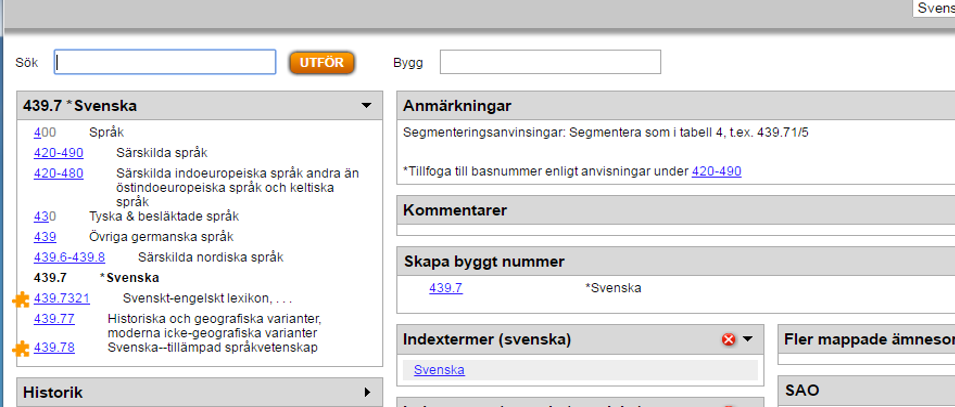 Svens
Sök
UTFÖR
Bygg
439.7 *Svenska
400 Språk
420-490 Särskilda språk
420-480 Särskilda indoeuropeiska språk andra än
östindoeuropeiska språk och keltiska
språk
430 Tyska & besläktade språk
439 Övriga germanska språk
439.6-439.8 Särskilda nordiska språk
439.7 *Svenska
439.7321 Svenskt-engelskt lexikon, . . .
439.77 Historiska och geografiska varianter,
moderna icke-geografiska varianter
439.78 Svenska--tillämpad språkvetenskap
Historik
Anmärkningar
Segmenteringsanvinsingar: Segmentera som i tabell 4, t.ex. 439.71/5
*Tillfoga till basnummer enligt anvisningar under 420-490
Kommentarer
Skapa byggt nummer
439.7 *Svenska
Indextermer (svenska)
Svenska
Fler mappade ämnesor
SAO